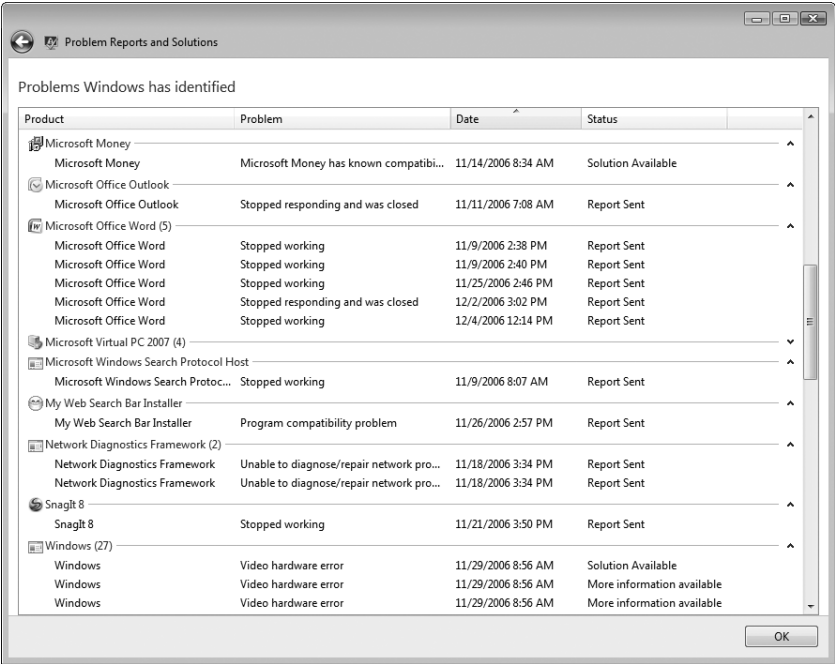 Problem Reports and Solutions
Problems Windows has identified
Product Problem Date Status
Microsoft Money
Microsoft Money Microsoft Money has known compatibi... 11/14/2006 8:34 AM Solution Available
Microsoft Office Outlook
Microsoft Office Outlook Stopped responding and was closed 11/11/2006 7:08 AM Report Sent
Microsoft Office Word (5)
Microsoft Office Word Stopped working 11/9/2006 2:38 PM Report Sent
Microsoft Office Word Stopped working 11/9/2006 2:40 PM Report Sent
Microsoft Office Word Stopped working 11/25/2006 2:46 PM Report Sent
Microsoft Office Word Stopped responding and was closed 12/2/2006 3:02 PM Report Sent
Microsoft Office Word Stopped working 12/4/2006 12:14 PM Report Sent
Microsoft Virtual PC 2007 (4)
Microsoft Windows Search Protocol Host
Microsoft Windows Search Protoc... Stopped working 11/9/2006 8:07 AM Report Sent
My Web Search Bar Installer
My Web Search Bar Installer Program compatibility problem 11/26/2006 2:57 PM Report Sent
Network Diagnostics Framework (2)
Network Diagnostics Framework Unable to diagnose/repair network pro... 11/18/2006 3:34 PM Report Sent
Network Diagnostics Framework Unable to diagnose/repair network pro... 11/18/2006 3:34 PM Report Sent
SnagIt 8
SnagIt 8 Stopped working 11/21/2006 3:50 PM Report Sent
Windows (27)
Windows Video hardware error 11/29/2006 8:56 AM Solution Available
Windows Video hardware error 11/29/2006 8:56 AM More information available
Windows Video hardware error 11/29/2006 8:56 AM More information available
OK